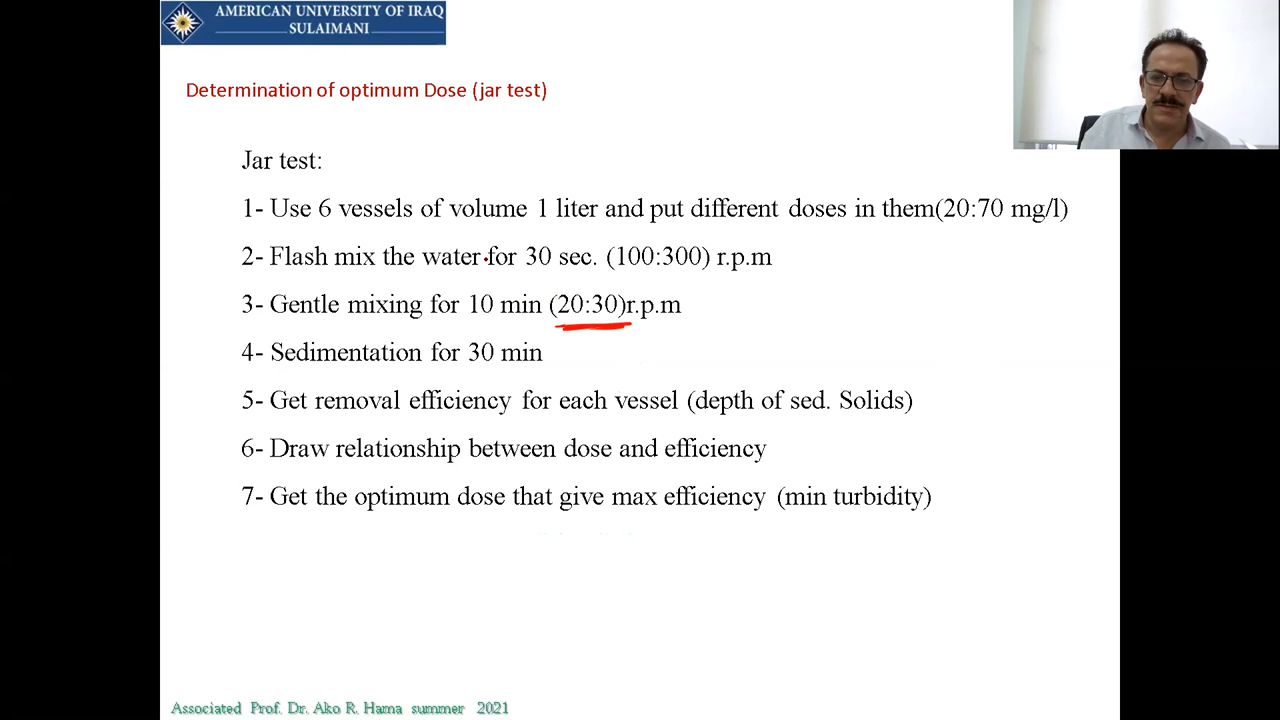 AMERICAN UNIVERSITY OF IRAQ
SULAIMANI
Determination of optimum Dose (jar test)
Jar test:
1- Use 6 vessels of volume 1 liter and put different doses in them(20:70 mg/l)
2- Flash mix the water for 30 sec. (100:300) r.p.m
3- Gentle mixing for 10 min (20:30)r.p.m
4- Sedimentation for 30 min
5- Get removal efficiency for each vessel (depth of sed. Solids)
6- Draw relationship between dose and efficiency
7- Get the optimum dose that give max efficiency (min turbidity)
Associated Prof. Dr. Ako R. Hama summer 2021